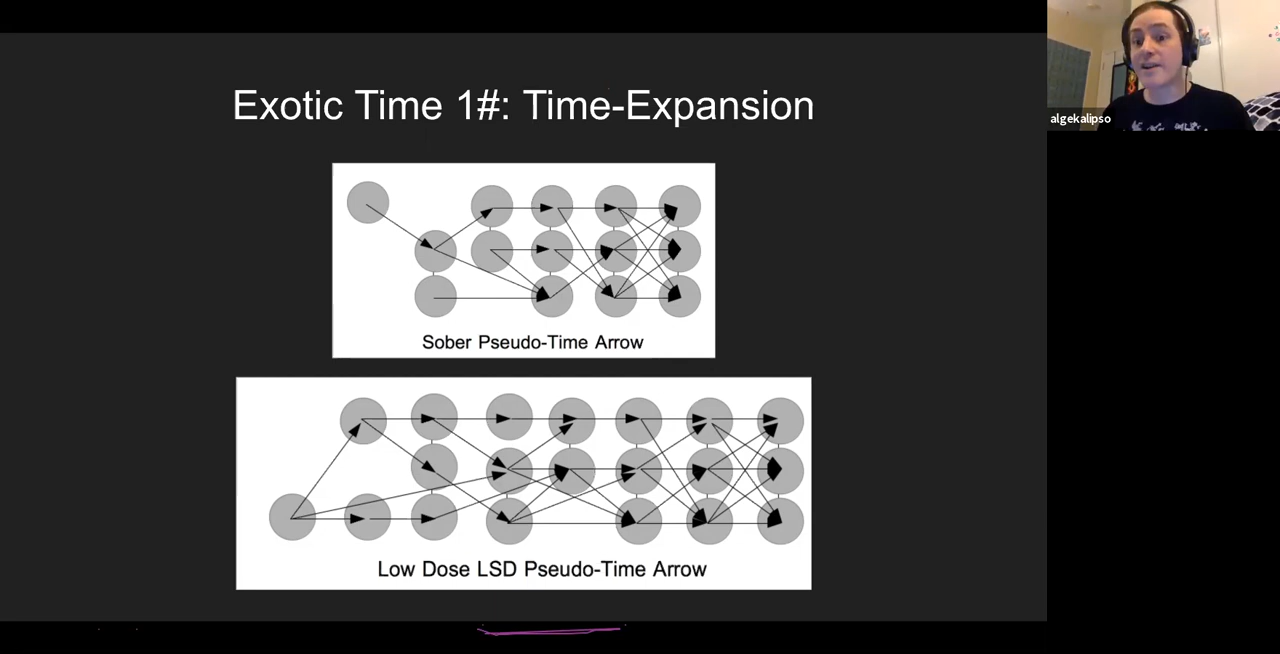 Exotic Time 1#: Time-Expansion
algekalipso
Sober Pseudo-Time Arrow
Low Dose LSD Pseudo-Time Arrow